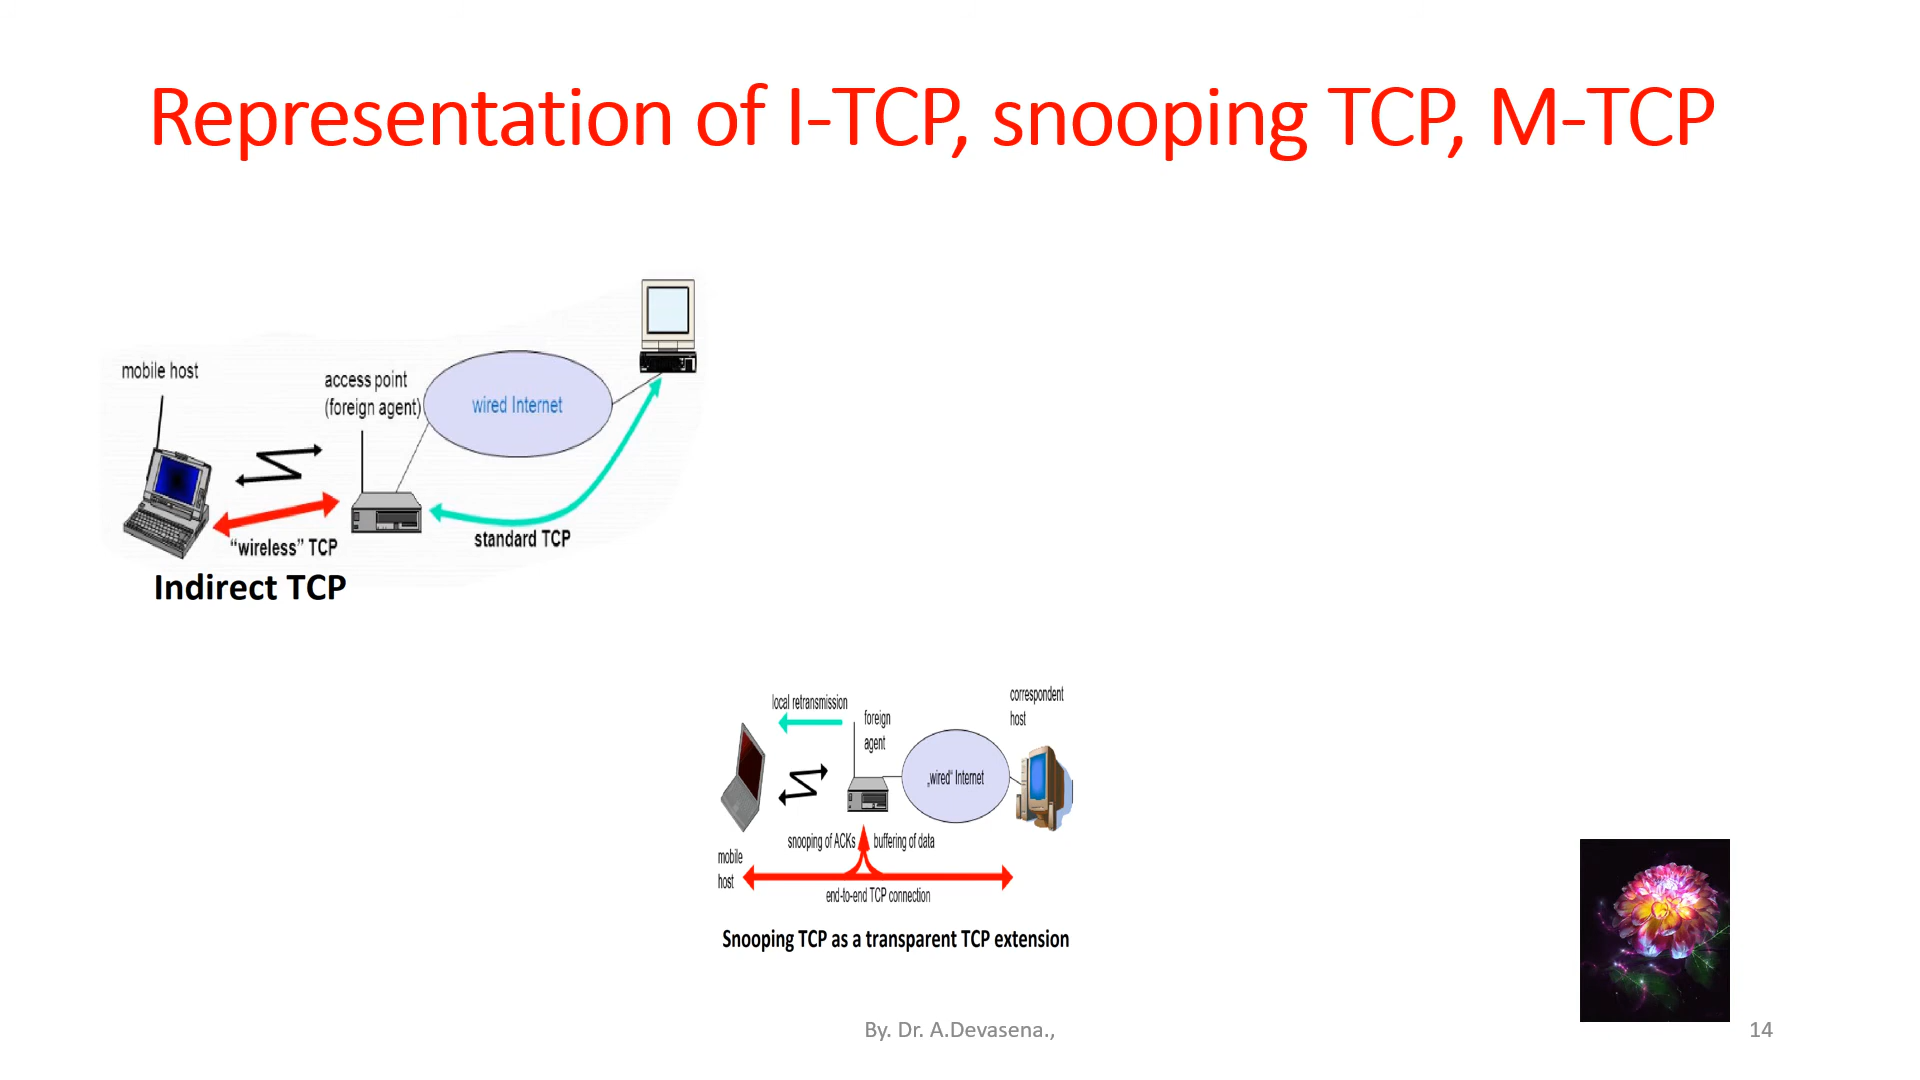 Representation of I-TCP, snooping TCP, M-TCP
mobile host
access point
(foreign agent)
wired Internet
“wireless” TCP
standard TCP
Indirect TCP
local retransmission
correspondent
host
foreign
agent
„wired“ Internet
snooping of ACKs
buffering of data
mobile
host
end-to-end TCP connection
Snooping TCP as a transparent TCP extension
By. Dr. A.Devasena.,
14